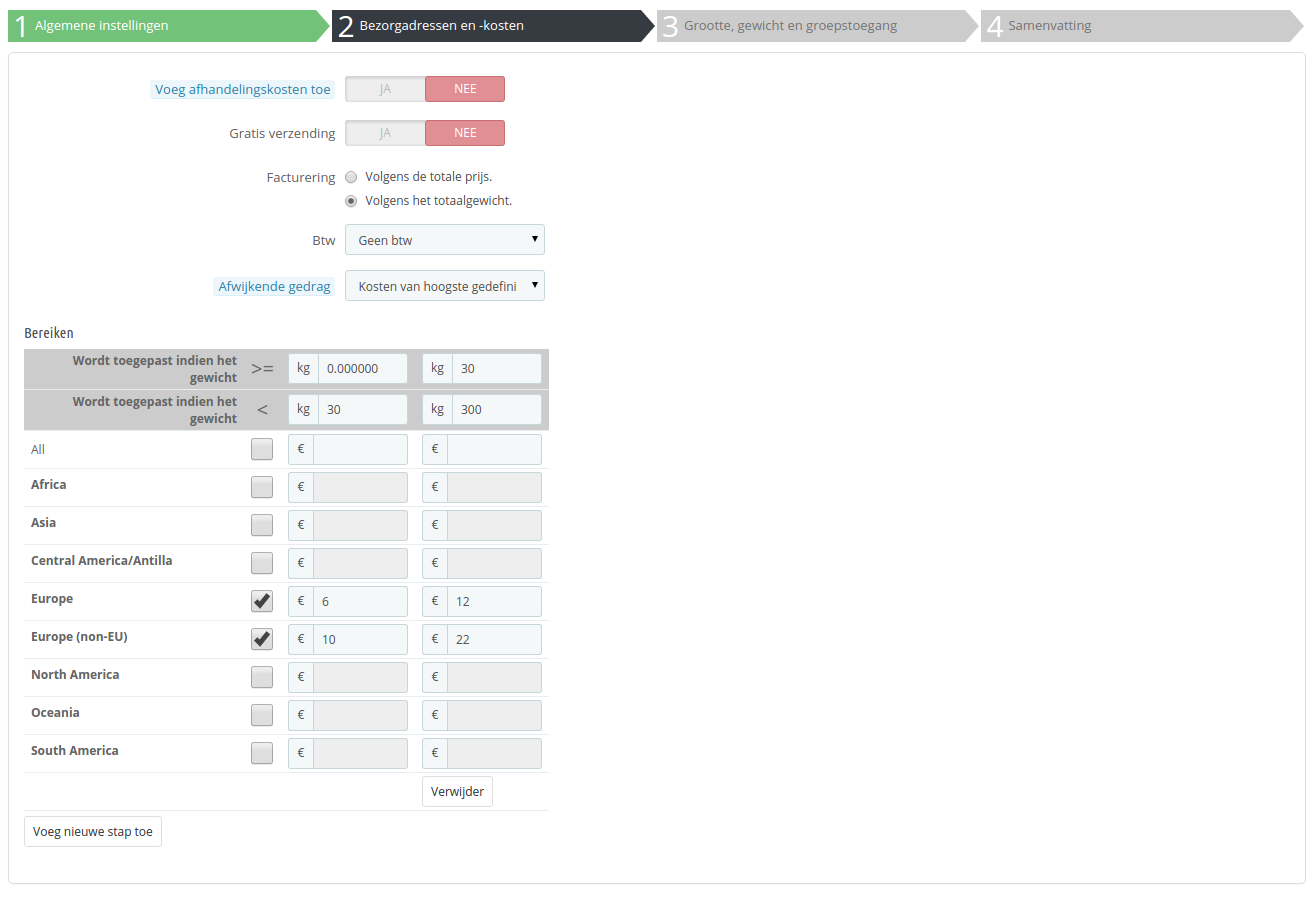 1 Algemene instellingen
2 Bezorgadressen en -kosten
3 Grootte, gewicht en groepstoegang
4 Samenvatting
Voeg afhandelingskosten toe JA NEE
Gratis verzending JA NEE
Facturering Volgens de totale prijs.
Volgens het totaalgewicht.
Btw Geen btw
Afwijkende gedrag Kosten van hoogste gedefini
Bereiken
Wordt toegepast indien het
gewicht >= kg 0.000000 kg 30
Wordt toegepast indien het
gewicht < kg 30 kg 300
All € €
Africa € €
Asia € €
Central America/Antilla € €
Europe € 6 € 12
Europe (non-EU) € 10 € 22
North America € €
Oceania € €
South America € €
Verwijder
Voeg nieuwe stap toe